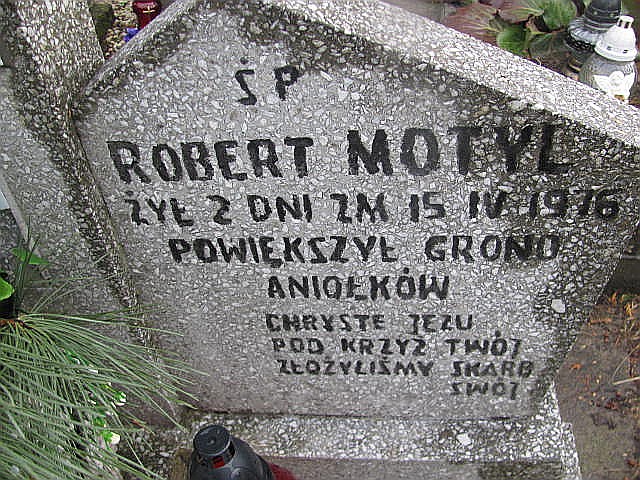 Ś P
ROBERT MOTYL
ŻYŁ 2 DNI ZM 15 IV 1976
POWIĘKSZYŁ GRONO
ANIOŁKÓW
CHRYSTE JEZU
POD KRZYŻ TWÓJ
ZŁOŻYLIŚMY SKARB
SWÓJ